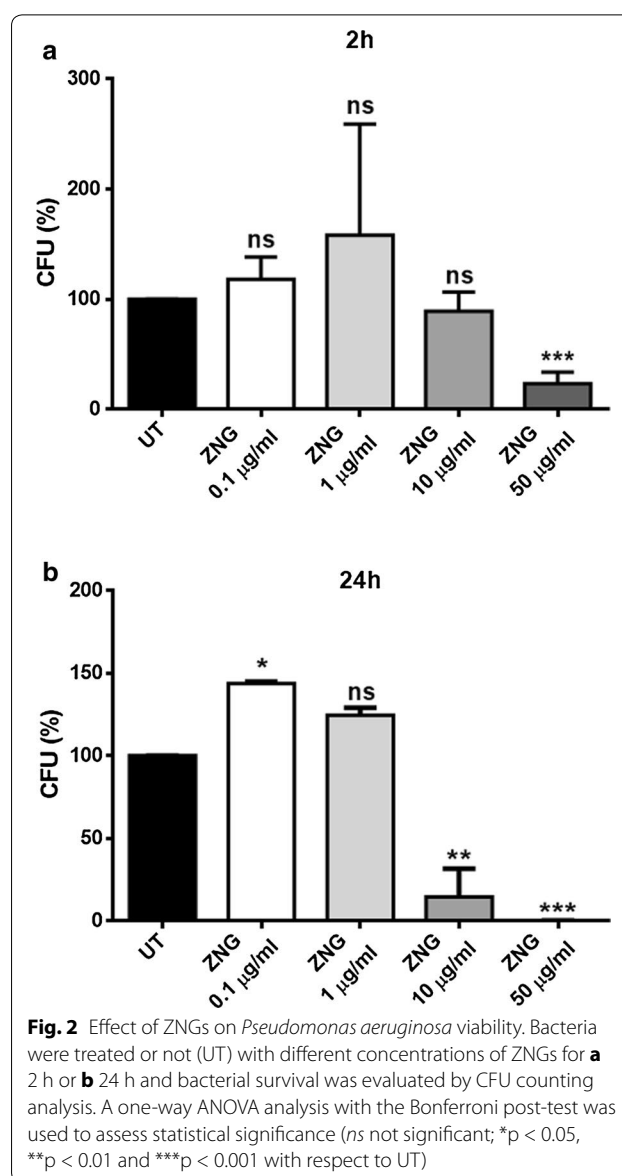 a
2h
300
ns
ns
200
ns
CFU (%)
100
***
0
UT
ZNG
0.1 μg/ml
ZNG
1 μg/ml
ZNG
10 μg/ml
ZNG
50 μg/ml
b
24h
200
*
150
ns
CFU (%)
100
50
**
***
0
UT
ZNG
0.1 μg/ml
ZNG
1 μg/ml
ZNG
10 μg/ml
ZNG
50 μg/ml
Fig. 2 Effect of ZNGs on Pseudomonas aeruginosa viability. Bacteria
were treated or not (UT) with different concentrations of ZNGs for a
2 h or b 24 h and bacterial survival was evaluated by CFU counting
analysis. A one-way ANOVA analysis with the Bonferroni post-test was
used to assess statistical significance (ns not significant; *p < 0.05,
**p < 0.01 and ***p < 0.001 with respect to UT)